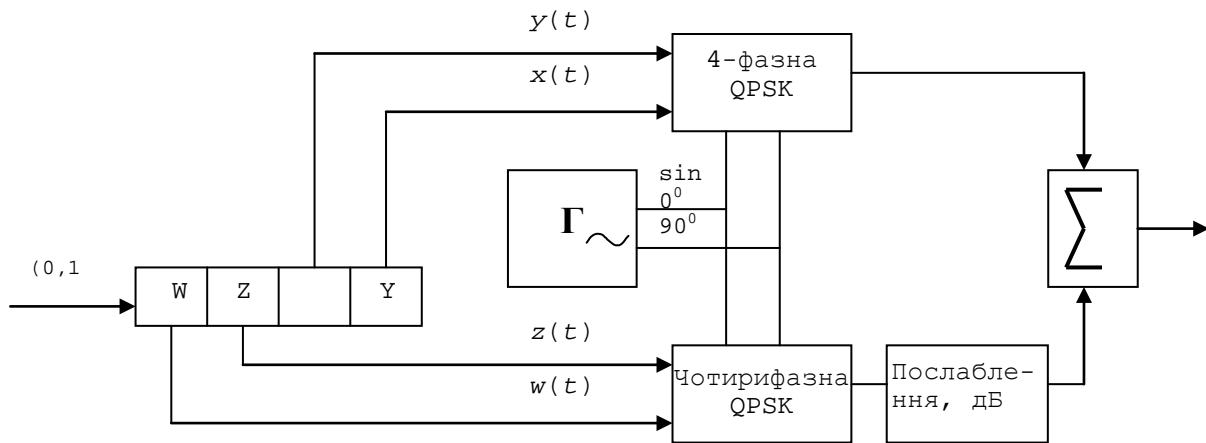 y(t)
4-фазна
QPSK
x(t)
sin
0⁰
90⁰
Г
Σ
(0,1
W Z Y
z(t)
Чотирифазна
QPSK
w(t)
Послабле-
ння, дБ